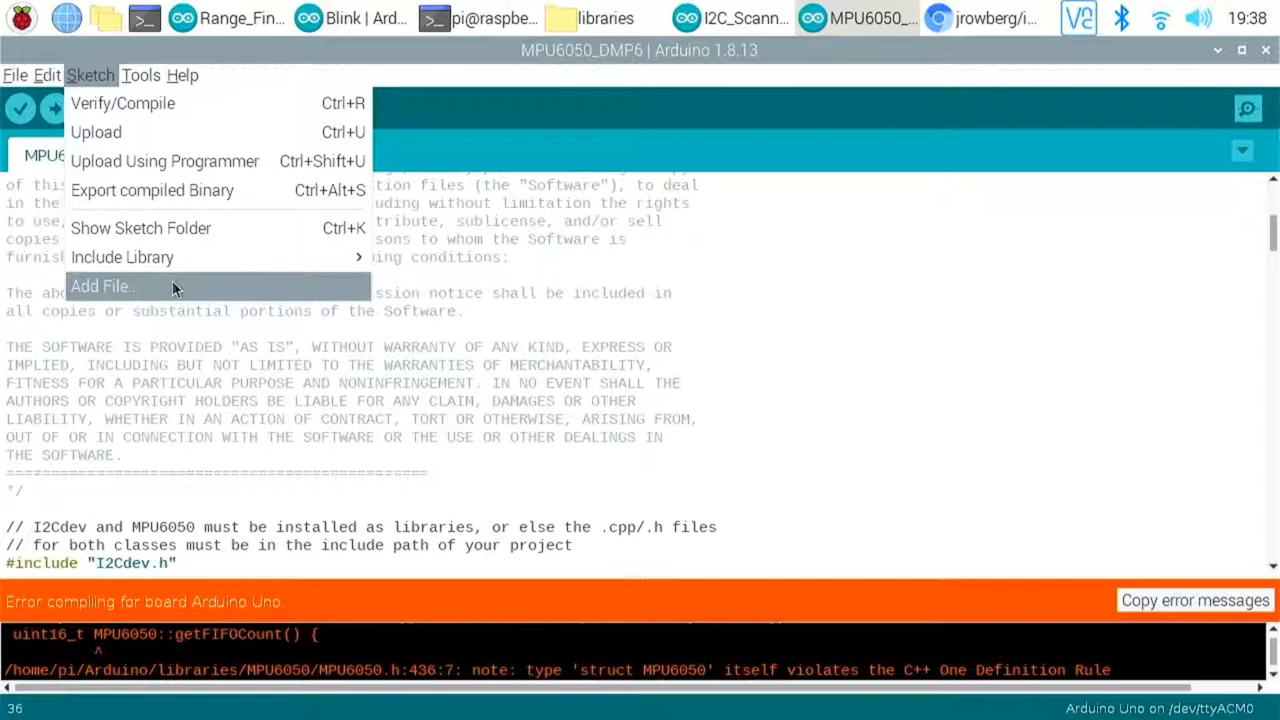 Range_Fin...
Blink | Ard...
pi@raspbe...
libraries
I2C_Scann...
MPU6050_...
jrowberg/i...
V2
19:38
MPU6050_DMP6 | Arduino 1.8.13
File Edit Sketch Tools Help
Verify/Compile Ctrl+R
Upload Ctrl+U
Upload Using Programmer Ctrl+Shift+U
Export compiled Binary Ctrl+Alt+S
Show Sketch Folder Ctrl+K
Include Library
Add File...
MPU6
of this tion files (the "Software"), to deal
in the uding without limitation the rights
to use, tribute, sublicense, and/or sell
copies sons to whom the Software is
furnis ing conditions:
The abo ssion notice shall be included in
all copies or substantial portions of the Software.
THE SOFTWARE IS PROVIDED "AS IS", WITHOUT WARRANTY OF ANY KIND, EXPRESS OR
IMPLIED, INCLUDING BUT NOT LIMITED TO THE WARRANTIES OF MERCHANTABILITY,
FITNESS FOR A PARTICULAR PURPOSE AND NONINFRINGEMENT. IN NO EVENT SHALL THE
AUTHORS OR COPYRIGHT HOLDERS BE LIABLE FOR ANY CLAIM, DAMAGES OR OTHER
LIABILITY, WHETHER IN AN ACTION OF CONTRACT, TORT OR OTHERWISE, ARISING FROM,
OUT OF OR IN CONNECTION WITH THE SOFTWARE OR THE USE OR OTHER DEALINGS IN
THE SOFTWARE.
===============================================
*/
// I2Cdev and MPU6050 must be installed as libraries, or else the .cpp/.h files
// for both classes must be in the include path of your project
#include "I2Cdev.h"
Error compiling for board Arduino Uno.
Copy error messages
uint16_t MPU6050::getFIFOCount() {
^
/home/pi/Arduino/libraries/MPU6050/MPU6050.h:436:7: note: type 'struct MPU6050' itself violates the C++ One Definition Rule
36
Arduino Uno on /dev/ttyACM0